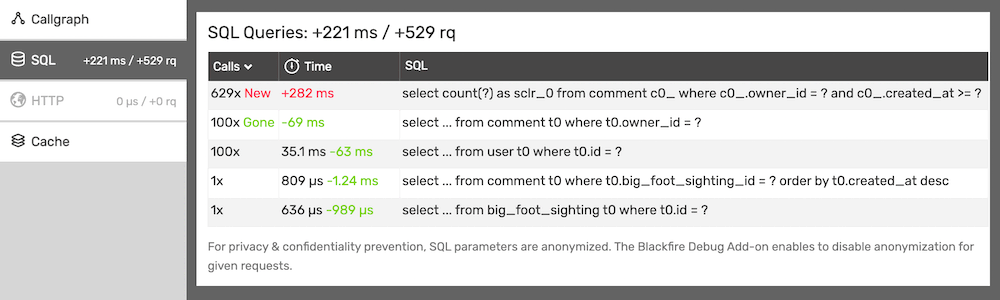 Callgraph
SQL +221 ms / +529 rq
HTTP 0 µs / +0 rq
Cache
SQL Queries: +221 ms / +529 rq
Calls Time SQL
629x New +282 ms select count(?) as sclr_0 from comment c0_ where c0_.owner_id = ? and c0_.created_at >= ?
100x Gone -69 ms select ... from comment t0 where t0.owner_id = ?
100x 35.1 ms -63 ms select ... from user t0 where t0.id = ?
1x 809 µs -1.24 ms select ... from comment t0 where t0.big_foot_sighting_id = ? order by t0.created_at desc
1x 636 µs -989 µs select ... from big_foot_sighting t0 where t0.id = ?
For privacy & confidentiality prevention, SQL parameters are anonymized. The Blackfire Debug Add-on enables to disable anonymization for
given requests.